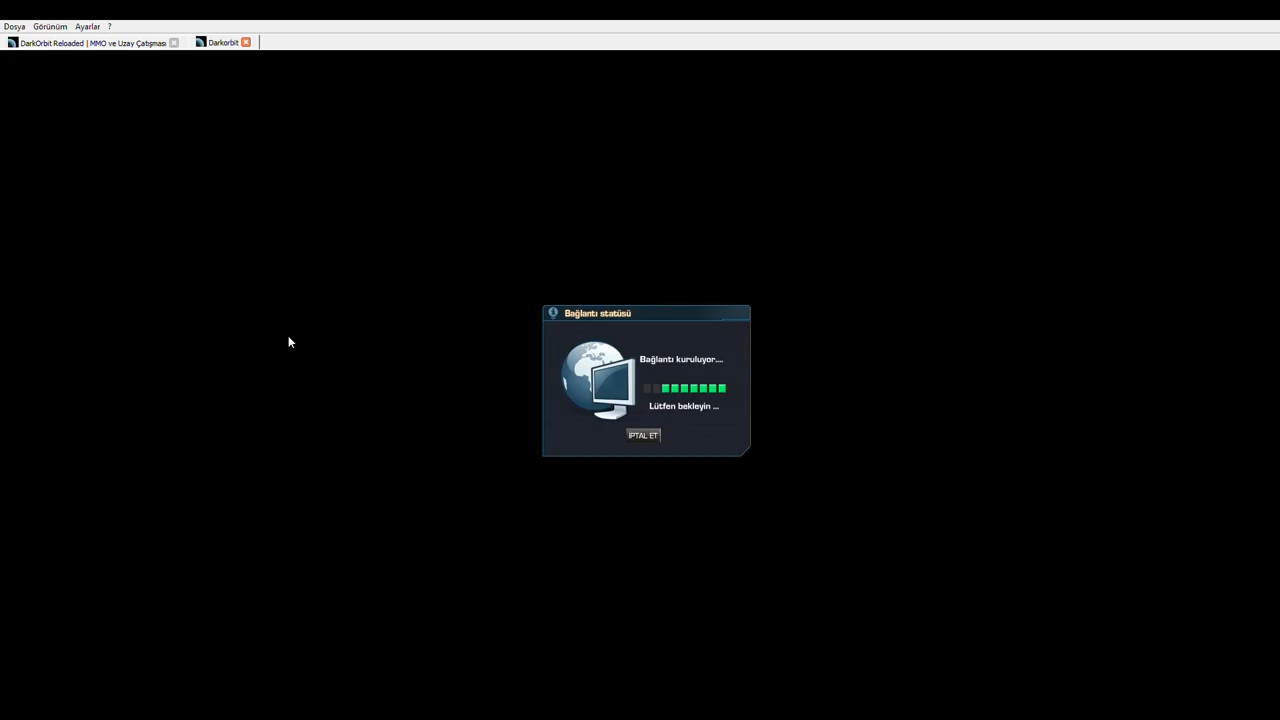 Dosya Görünüm Ayarlar ?
DarkOrbit Reloaded | MMO ve Uzay Çatışması Darkorbit
Bağlantı statüsü
Bağlantı kuruluyor....
Lütfen bekleyin ...
İPTAL ET